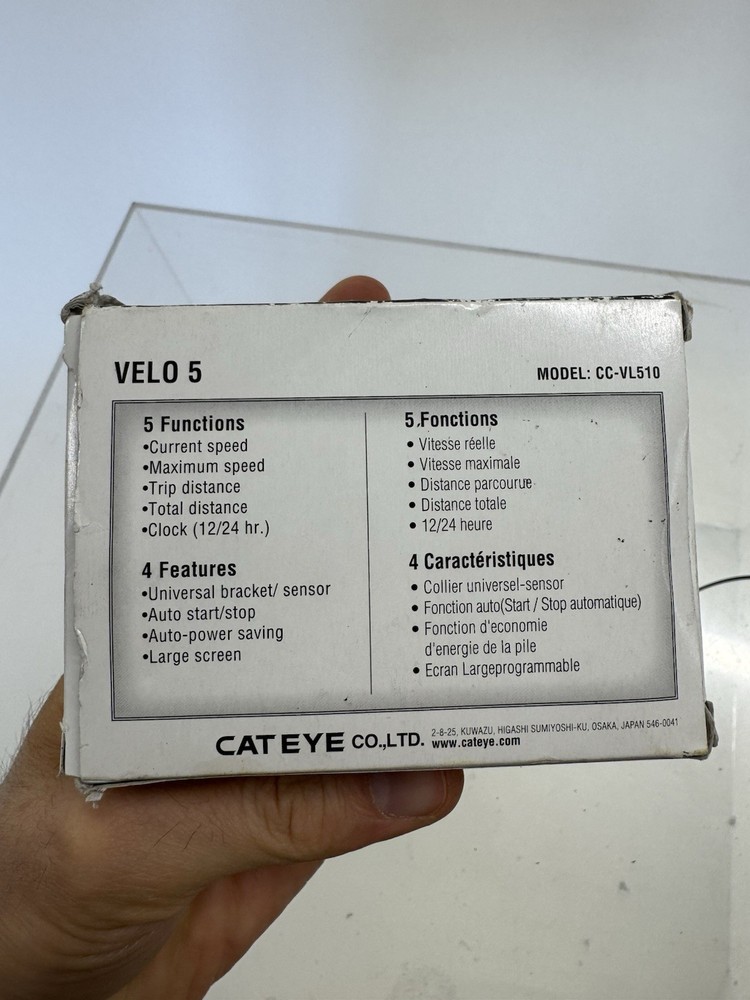 VELO 5
MODEL: CC-VL510
5 Functions
•Current speed
•Maximum speed
•Trip distance
•Total distance
•Clock (12/24 hr.)
4 Features
•Universal bracket/ sensor
•Auto start/stop
•Auto-power saving
•Large screen
5 Fonctions
• Vitesse réelle
• Vitesse maximale
• Distance parcourue
• Distance totale
• 12/24 heure
4 Caractéristiques
• Collier universel-sensor
• Fonction auto(Start / Stop automatique)
• Fonction d'economie
d'energie de la pile
• Ecran Largeprogrammable
CATEYE CO.,LTD.
2-8-25, KUWAZU, HIGASHI SUMIYOSHI-KU, OSAKA, JAPAN 546-0041
www.cateye.com